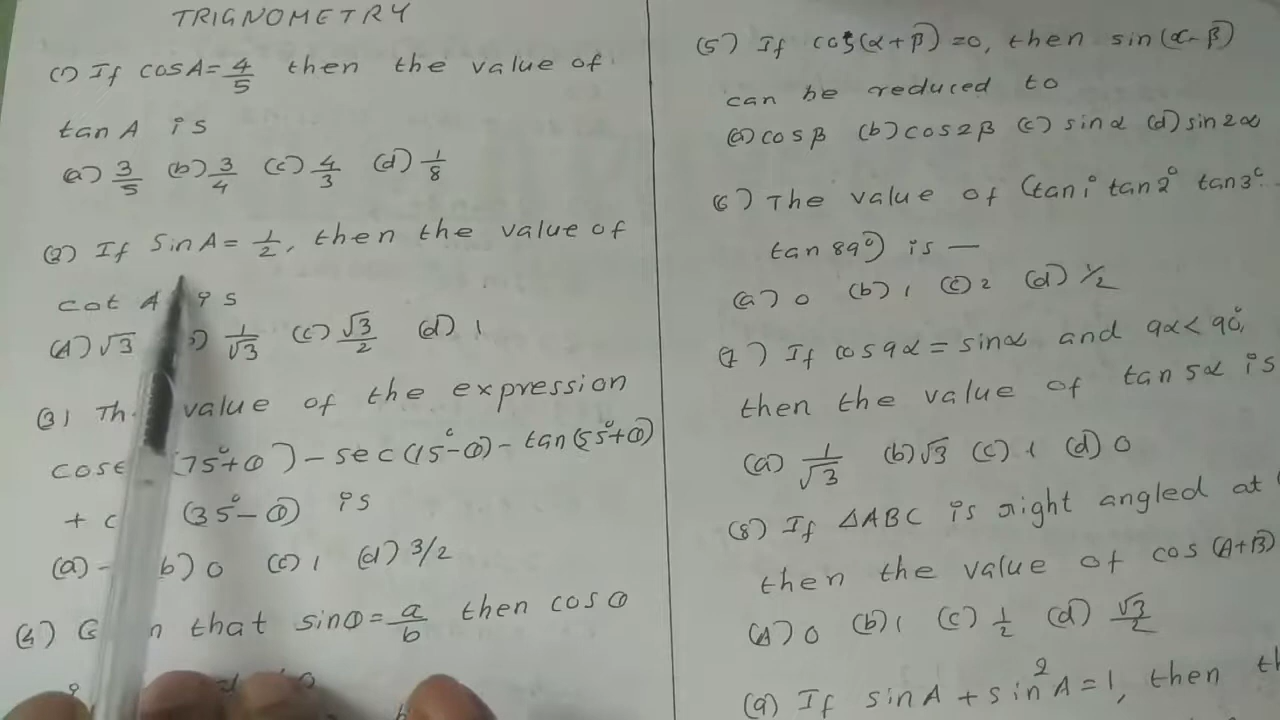 TRIGNOMETRY
(1) If cosA = 4/5 then the value of
tan A is
(a) 3/5 (b) 3/4 (c) 4/3 (d) 1/8
(2) If sinA = 1/2, then the value of
cot A is
(A) √3 1/√3 (c) √3/2 (d) 1
(3) value of the expression
(75°+θ) - sec(15°-θ) - tan(55°+θ)
+ (35°-θ) is
(a) - b) 0 (c) 1 (d) 3/2
(4) that sinθ = a/b then cosθ
(5) If cos(α+β) = 0, then sin(α-β)
can be reduced to
(a) cosβ (b) cos2β (c) sinα (d) sin2α
(6) The value of (tan1° tan2° tan3° ..
tan 89°) is —
(a) 0 (b) 1 (c) 2 (d) 1/2
(7) If cos9α = sinα and 9α < 90°,
then the value of tan 5α is
(a) 1/√3 (b) √3 (c) 1 (d) 0
(8) If △ABC is right angled at
then the value of cos (A+B)
(A) 0 (b) 1 (c) 1/2 (d) √3/2
(9) If sinA + sin²A = 1, then